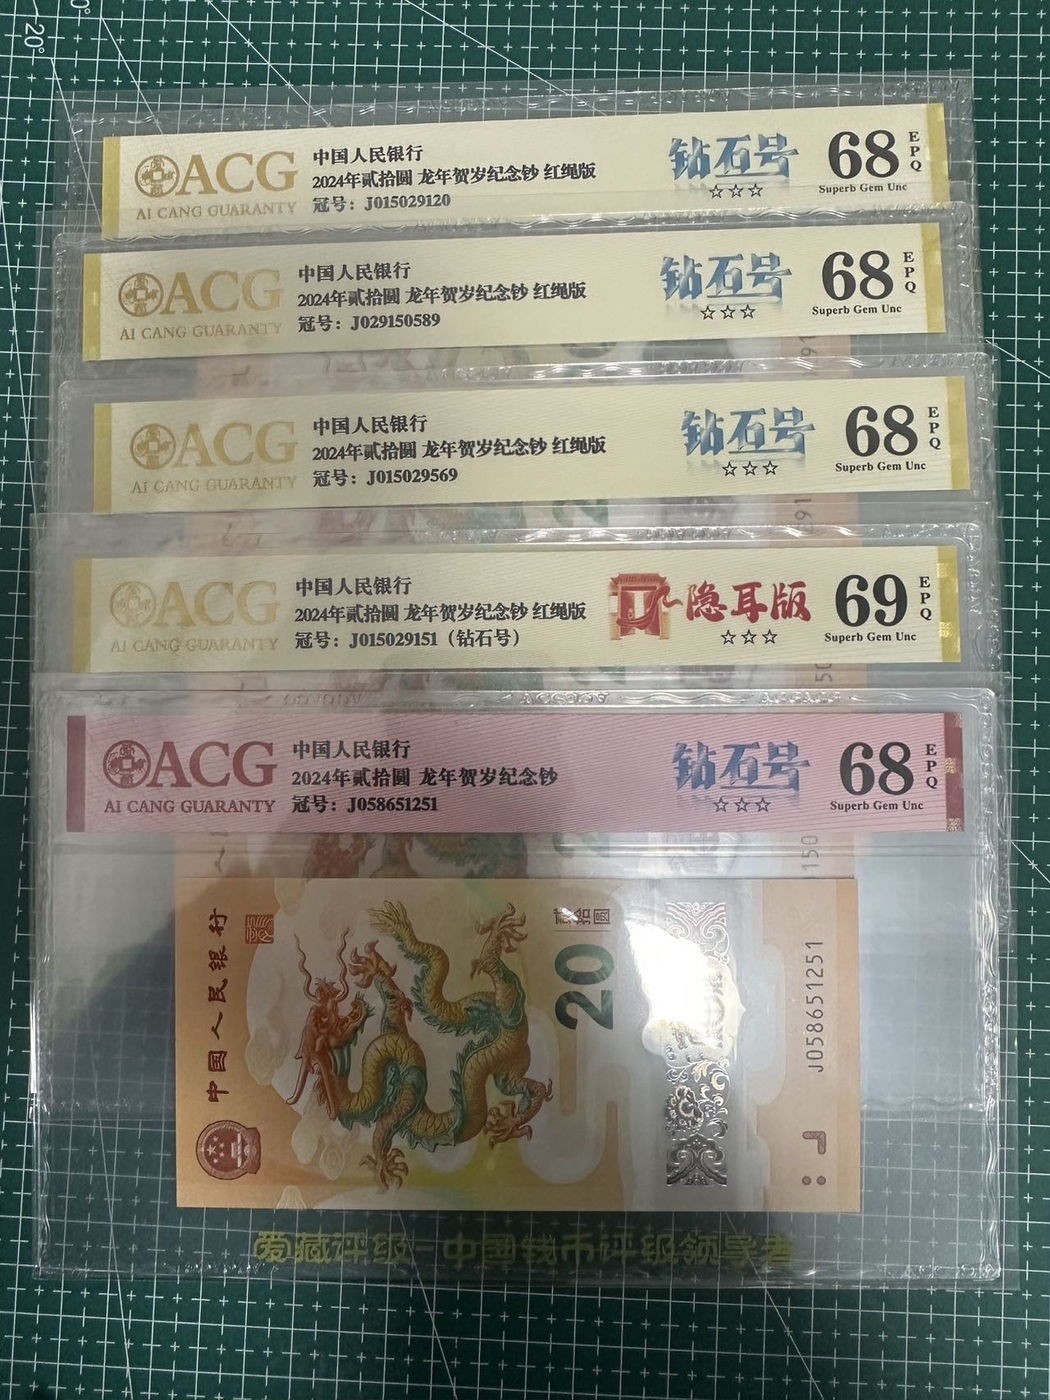 20°
0°
ACG
AI CANG GUARANTY
中国人民银行
2024年贰拾圆 龙年贺岁纪念钞 红绳版
冠号：J015029120
钻石号
☆☆☆
68
EPQ
Superb Gem Unc
ACG
AI CANG GUARANTY
中国人民银行
2024年贰拾圆 龙年贺岁纪念钞 红绳版
冠号：J029150589
钻石号
☆☆☆
68
EPQ
Superb Gem Unc
ACG
AI CANG GUARANTY
中国人民银行
2024年贰拾圆 龙年贺岁纪念钞 红绳版
冠号：J015029569
钻石号
☆☆☆
68
EPQ
Superb Gem Unc
ACG
AI CANG GUARANTY
中国人民银行
2024年贰拾圆 龙年贺岁纪念钞 红绳版
冠号：J015029151（钻石号）
隐耳版
☆☆☆
69
EPQ
Superb Gem Unc
ACG
AI CANG GUARANTY
中国人民银行
2024年贰拾圆 龙年贺岁纪念钞
冠号：J058651251
钻石号
☆☆☆
68
EPQ
Superb Gem Unc
中国人民银行
贰拾圆
20
J058651251
爱藏评级-中国钱币评级领导者